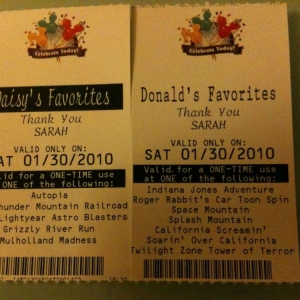 Celebrate Today!
Daisy's Favorites
Thank You
SARAH
VALID ONLY ON:
SAT 01/30/2010
Valid for a ONE-TIME use
at ONE of the following:
Autopia
Thunder Mountain Railroad
Lightyear Astro Blasters
Grizzly River Run
Mulholland Madness
Celebrate Today!
Donald's Favorites
Thank You
SARAH
VALID ONLY ON:
SAT 01/30/2010
Valid for a ONE-TIME use
at ONE of the following:
Indiana Jones Adventure
Roger Rabbit's Car Toon Spin
Space Mountain
Splash Mountain
California Screamin'
Soarin' Over California
Twilight Zone Tower of Terror